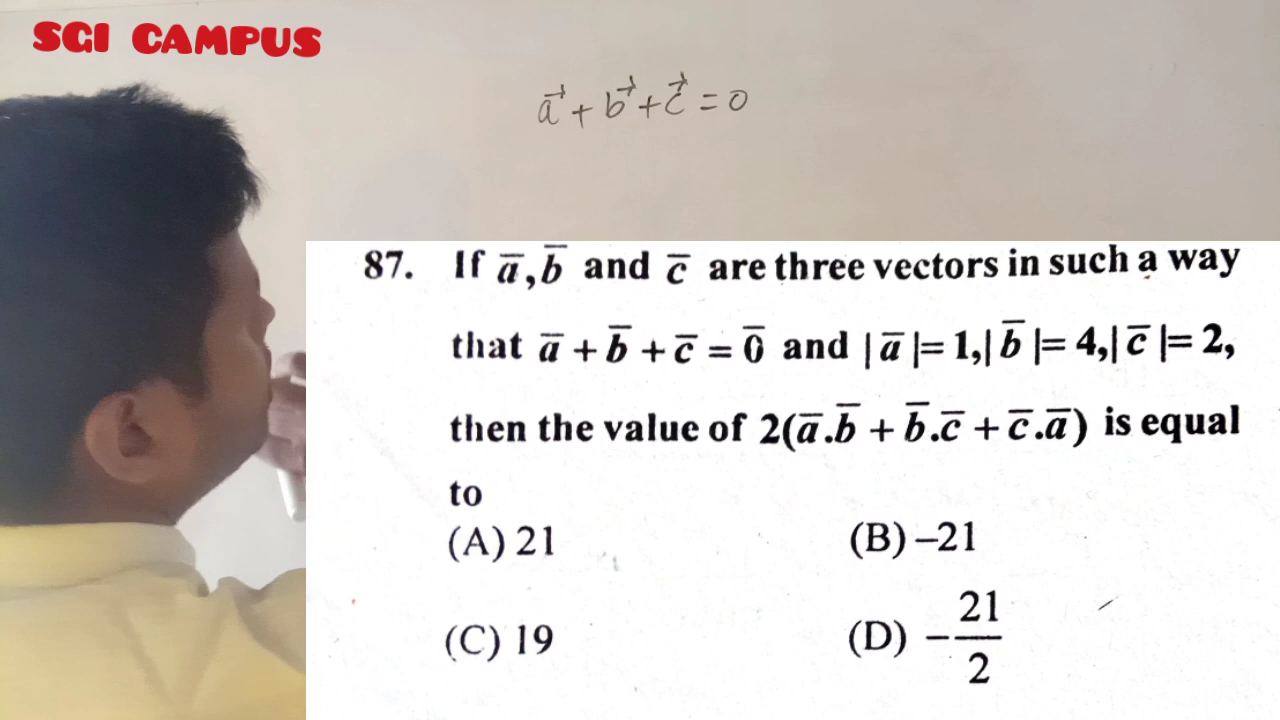 SGI CAMPUS
a⃗ + b⃗ + c⃗ = 0
87. If a̅, b̅ and c̅ are three vectors in such a way
that a̅ + b̅ + c̅ = 0̅ and |a̅|= 1,|b̅|= 4,|c̅|= 2,
then the value of 2(a̅.b̅ + b̅.c̅ + c̅.a̅) is equal
to
(A) 21 (B) –21
(C) 19 (D) −21/2